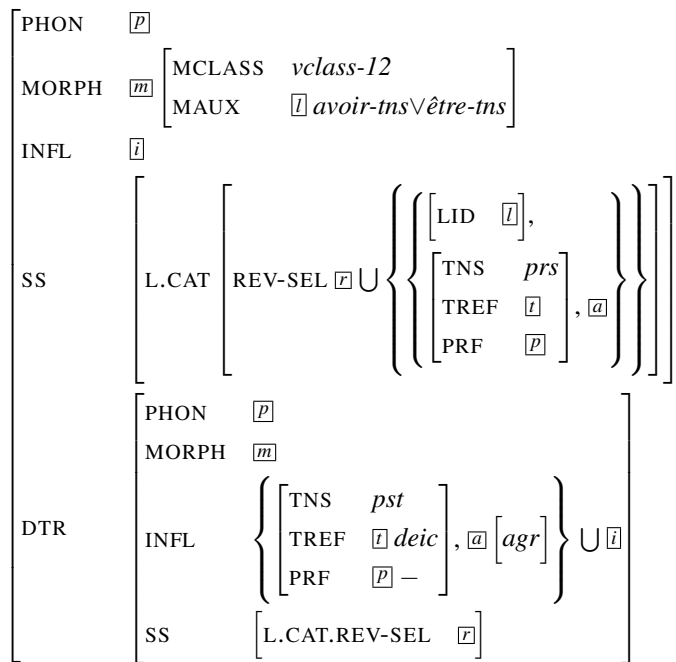 PHON p
MORPH m MCLASS vclass-12
MAUX l avoir-tns∨être-tns
INFL i
SS L.CAT REV-SEL r ⋃ { { [LID l],
[TNS prs
TREF t
PRF p], a } }
DTR PHON p
MORPH m
INFL { [TNS pst
TREF t deic
PRF p −], a [agr] } ⋃ i
SS [L.CAT.REV-SEL r]